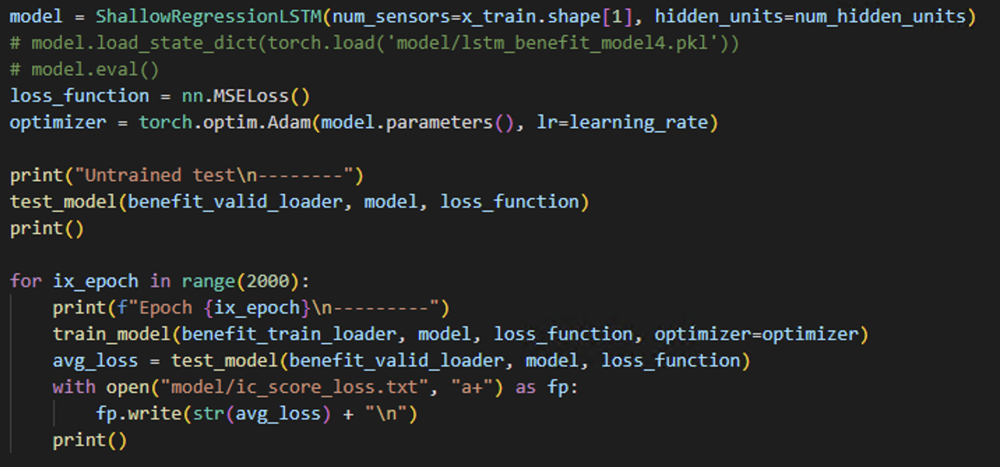 model = ShallowRegressionLSTM(num_sensors=x_train.shape[1], hidden_units=num_hidden_units)
# model.load_state_dict(torch.load('model/lstm_benefit_model4.pkl'))
# model.eval()
loss_function = nn.MSELoss()
optimizer = torch.optim.Adam(model.parameters(), lr=learning_rate)
print("Untrained test\n--------")
test_model(benefit_valid_loader, model, loss_function)
print()
for ix_epoch in range(2000):
    print(f"Epoch {ix_epoch}\n---------")
    train_model(benefit_train_loader, model, loss_function, optimizer=optimizer)
    avg_loss = test_model(benefit_valid_loader, model, loss_function)
    with open("model/ic_score_loss.txt", "a+") as fp:
        fp.write(str(avg_loss) + "\n")
    print()